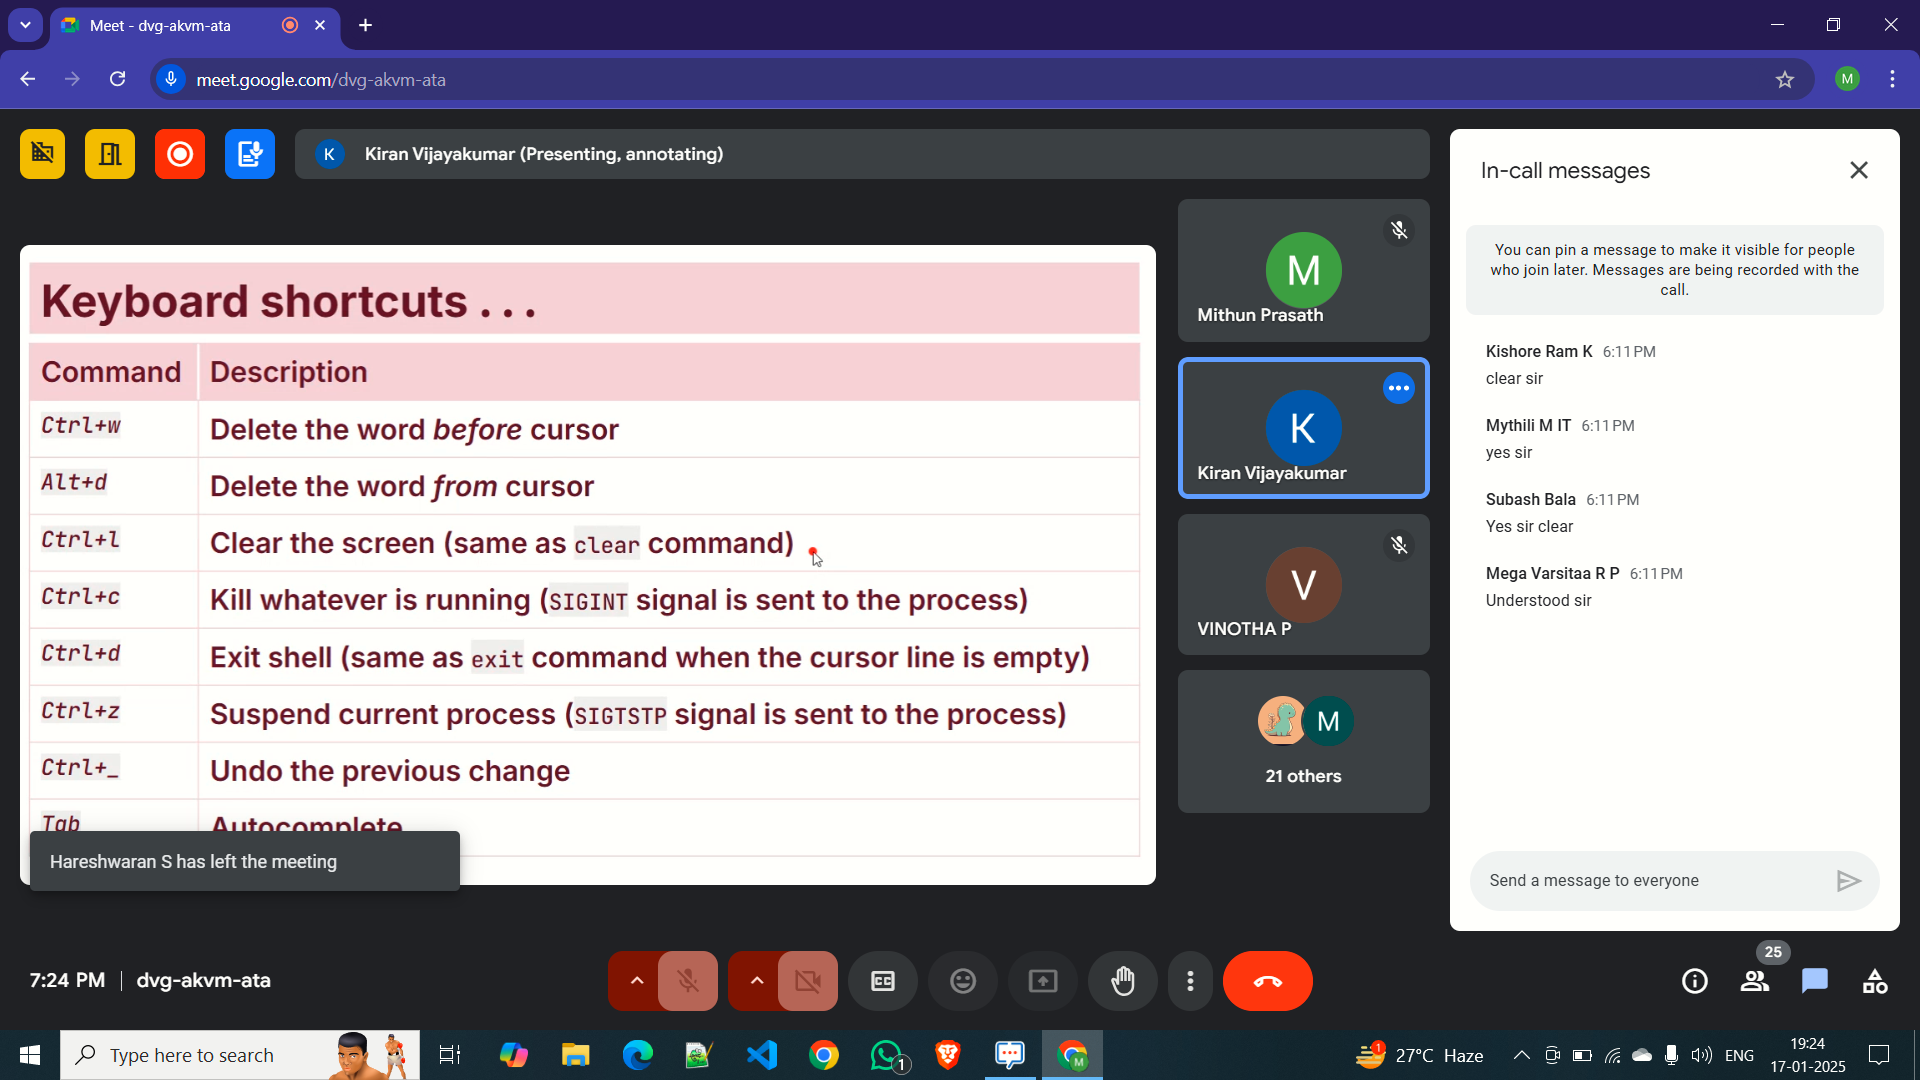 Meet - dvg-akvm-ata
meet.google.com/dvg-akvm-ata
M
K
Kiran Vijayakumar (Presenting, annotating)
Keyboard shortcuts . . .
Command Description
Ctrl+w Delete the word before cursor
Alt+d Delete the word from cursor
Ctrl+l Clear the screen (same as clear command)
Ctrl+c Kill whatever is running (SIGINT signal is sent to the process)
Ctrl+d Exit shell (same as exit command when the cursor line is empty)
Ctrl+z Suspend current process (SIGTSTP signal is sent to the process)
Ctrl+_ Undo the previous change
Tab Autocomplete
Hareshwaran S has left the meeting
M
Mithun Prasath
K
Kiran Vijayakumar
V
VINOTHA P
M
21 others
In-call messages
You can pin a message to make it visible for people
who join later. Messages are being recorded with the
call.
Kishore Ram K 6:11 PM
clear sir
Mythili M IT 6:11 PM
yes sir
Subash Bala 6:11 PM
Yes sir clear
Mega Varsitaa R P 6:11 PM
Understood sir
Send a message to everyone
7:24 PM | dvg-akvm-ata
CC
25
Type here to search
1
M
1
27°C Haze
ENG
19:24
17-01-2025